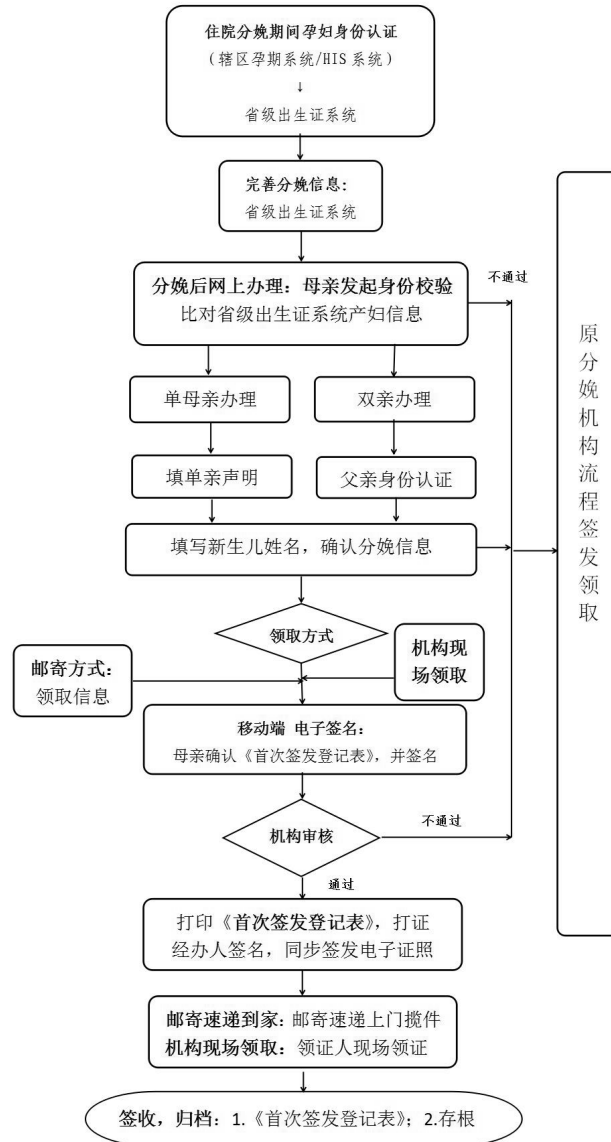 住院分娩期间孕妇身份认证
（辖区孕期系统/HIS 系统）
↓
省级出生证系统
完善分娩信息:
省级出生证系统
分娩后网上办理：母亲发起身份校验
比对省级出生证系统产妇信息
不通过
单母亲办理
双亲办理
填单亲声明
父亲身份认证
填写新生儿姓名，确认分娩信息
原分娩机构流程签发领取
领取方式
邮寄方式：
领取信息
机构现
场领取
移动端 电子签名：
母亲确认《首次签发登记表》，并签名
机构审核
不通过
通过
打印《首次签发登记表》，打证
经办人签名，同步签发电子证照
邮寄速递到家：邮寄速递上门揽件
机构现场领取：领证人现场领证
签收，归档：1.《首次签发登记表》；2.存根